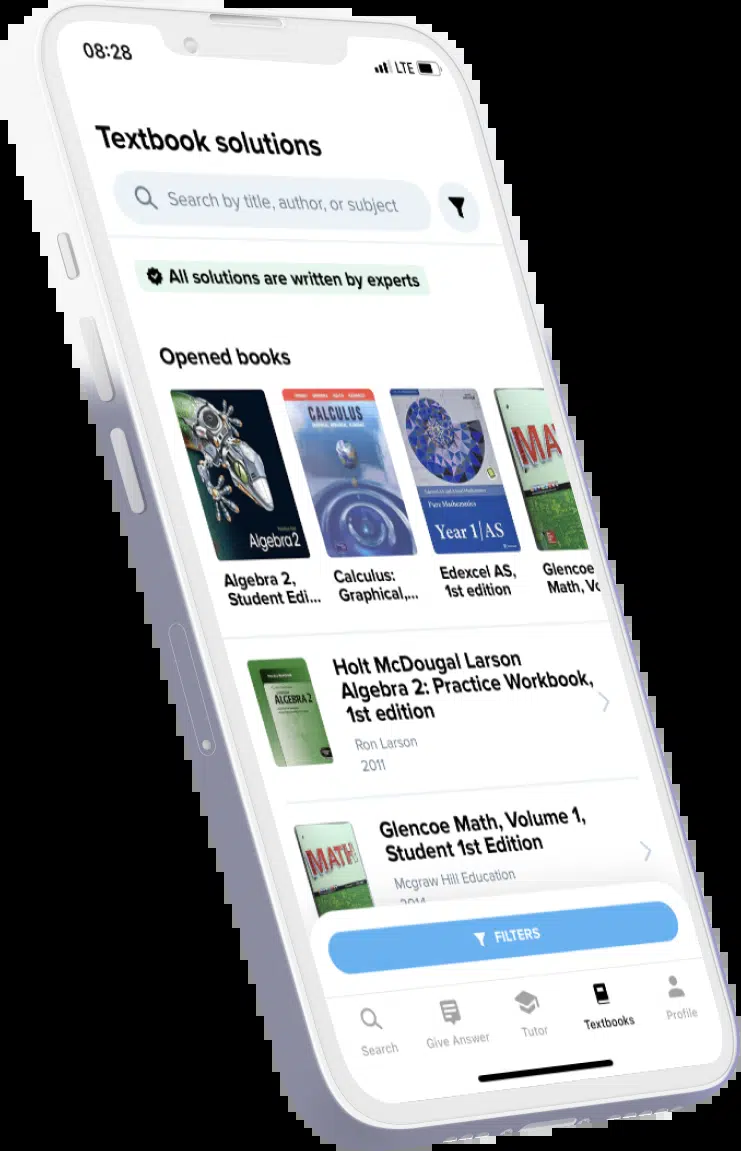 08:28
LTE
Textbook solutions
Search by title, author, or subject
All solutions are written by experts
Opened books
Algebra2
CALCULUS
Pure Mathematics
Year 1/AS
MA
Algebra 2,
Student Edi...
Calculus:
Graphical,...
Edexcel AS,
1st edition
Glencoe
Math, Vo
ALGEBRA 2
Holt McDougal Larson
Algebra 2: Practice Workbook,
1st edition
Ron Larson
2011
MATH
Glencoe Math, Volume 1,
Student 1st Edition
Mcgraw Hill Education
2014
FILTERS
Search
Give Answer
Tutor
Textbooks
Profile